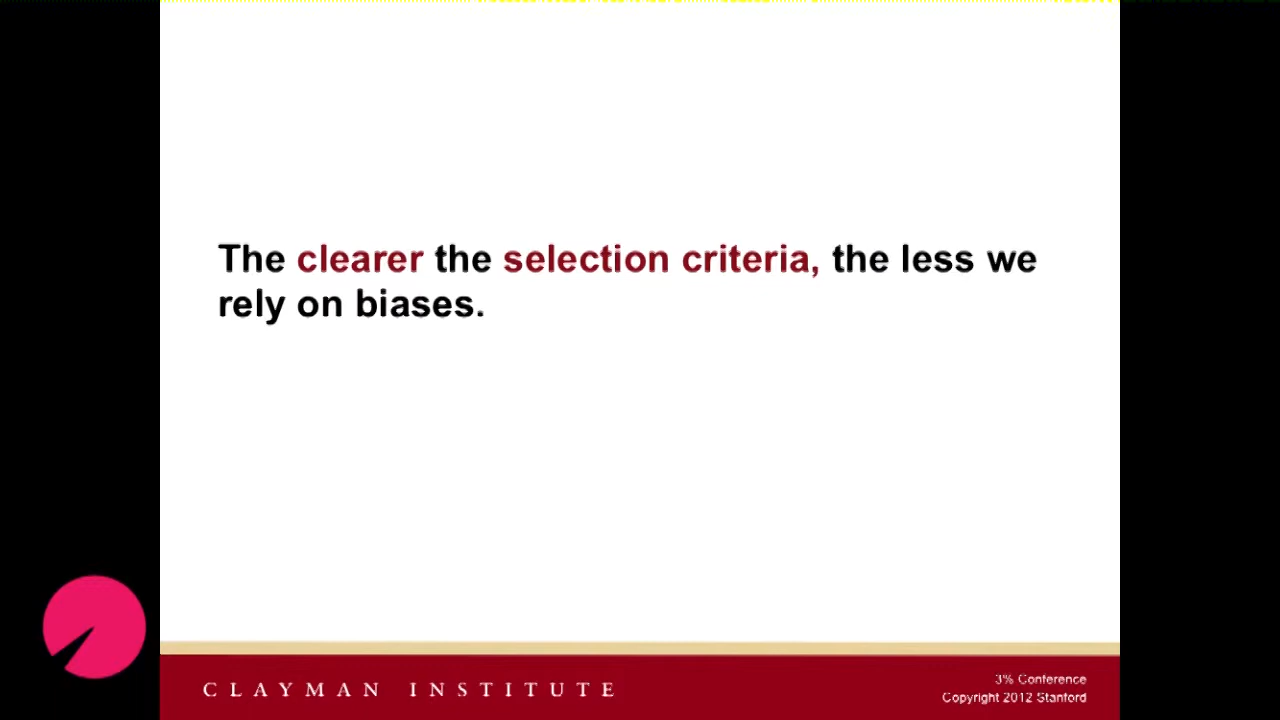 The clearer the selection criteria, the less we
rely on biases.
CLAYMAN INSTITUTE
3% Conference
Copyright 2012 Stanford